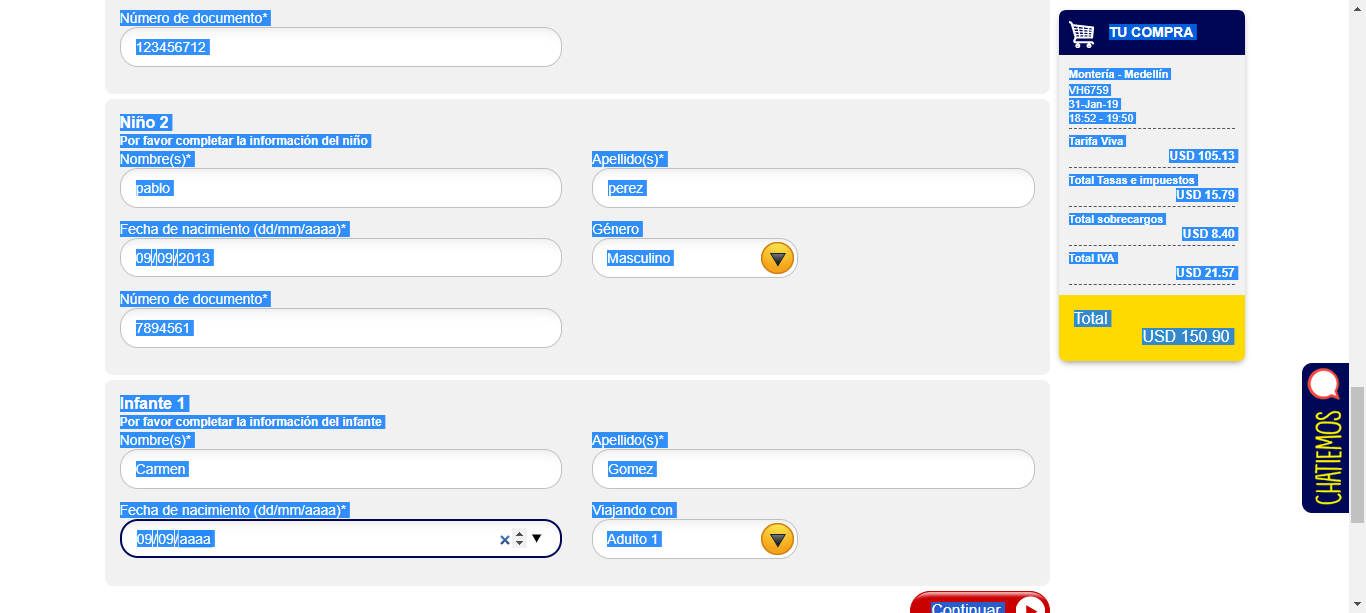 Número de documento*
123456712
Niño 2
Por favor completar la información del niño
Nombre(s)*
Apellido(s)*
pablo
perez
Fecha de nacimiento (dd/mm/aaaa)*
Género
09/09/2013
Masculino
Número de documento*
7894561
Infante 1
Por favor completar la información del infante
Nombre(s)*
Apellido(s)*
Carmen
Gomez
Fecha de nacimiento (dd/mm/aaaa)*
Viajando con
09/09/aaaa
Adulto 1
Continuar
TU COMPRA
Montería - Medellín
VH6759
31-Jan-19
18:52 - 19:50
Tarifa Viva
USD 105.13
Total Tasas e impuestos
USD 15.79
Total sobrecargos
USD 8.40
Total IVA
USD 21.57
Total
USD 150.90
CHATIEMOS